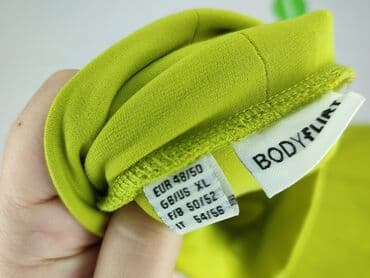 BODYFLIRT
EUR 48/50
GB/US XL
F/B 50/52
IT 54/56